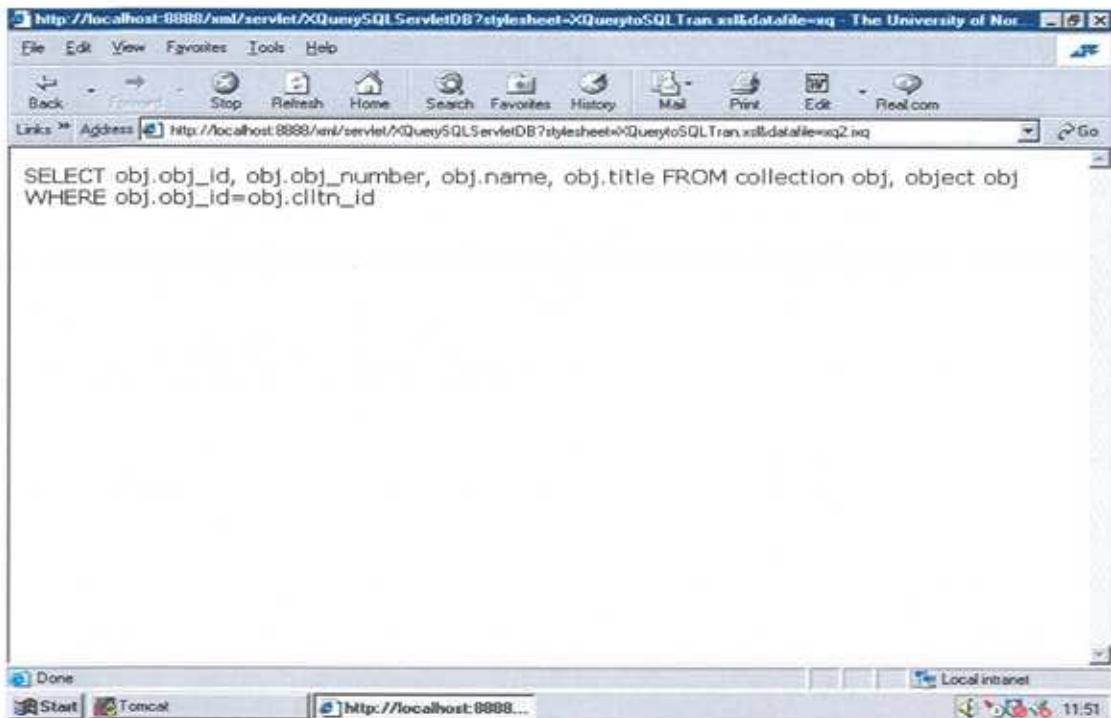 http://localhost:8888/xml/servlet/XQuerySQLServletDB?stylesheet=XQuerytoSQLTran.xsl&datafile=xq - The University of Nor
File Edit View Favorites Tools Help
Back Forward Stop Refresh Home Search Favorites History Mail Print Edit Real.com
Links » Address http://localhost:8888/xml/servlet/XQuerySQLServletDB?stylesheet=XQuerytoSQLTran.xsl&datafile=xq2.ixq Go
SELECT obj.obj_id, obj.obj_number, obj.name, obj.title FROM collection obj, object obj
WHERE obj.obj_id=obj.clltn_id
Done Local intranet
Start Tomcat http://localhost:8888... 11:51